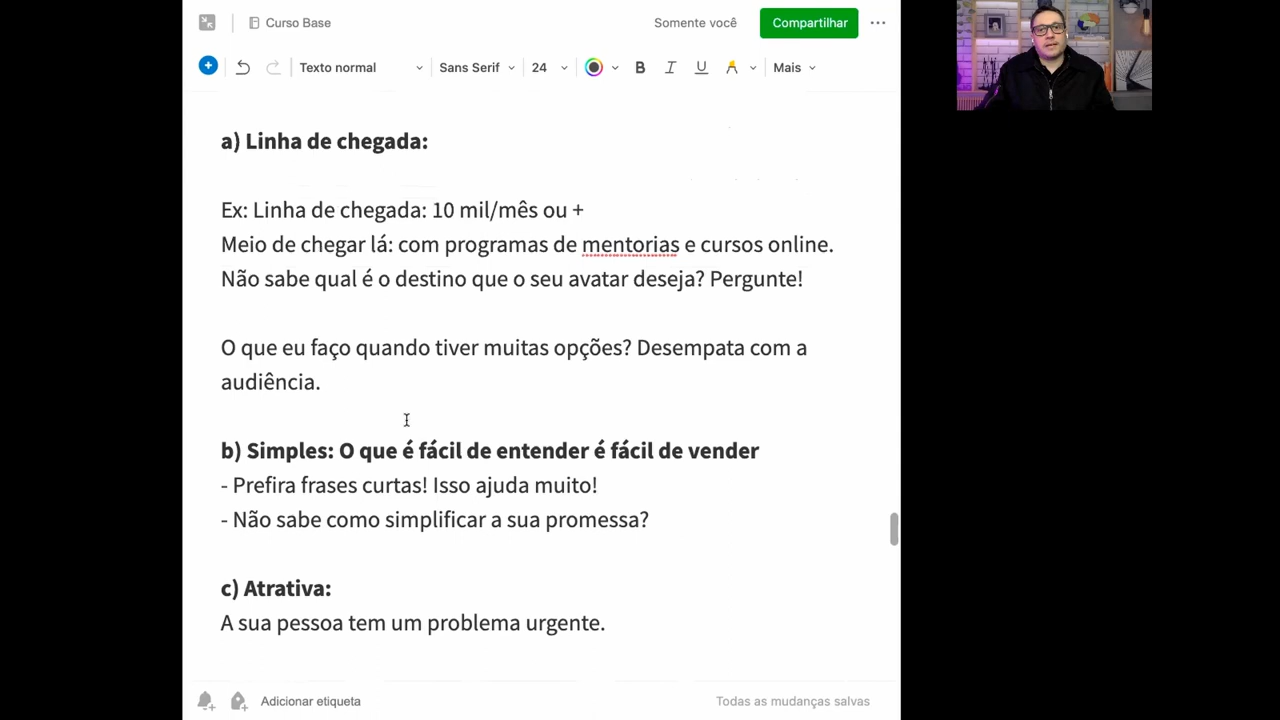 Curso Base
Somente você
Compartilhar
Texto normal
Sans Serif
24
B
I
U
Mais
a) Linha de chegada:
Ex: Linha de chegada: 10 mil/mês ou +
Meio de chegar lá: com programas de mentorias e cursos online.
Não sabe qual é o destino que o seu avatar deseja? Pergunte!
O que eu faço quando tiver muitas opções? Desempata com a
audiência.
b) Simples: O que é fácil de entender é fácil de vender
- Prefira frases curtas! Isso ajuda muito!
- Não sabe como simplificar a sua promessa?
c) Atrativa:
A sua pessoa tem um problema urgente.
Adicionar etiqueta
Todas as mudanças salvas